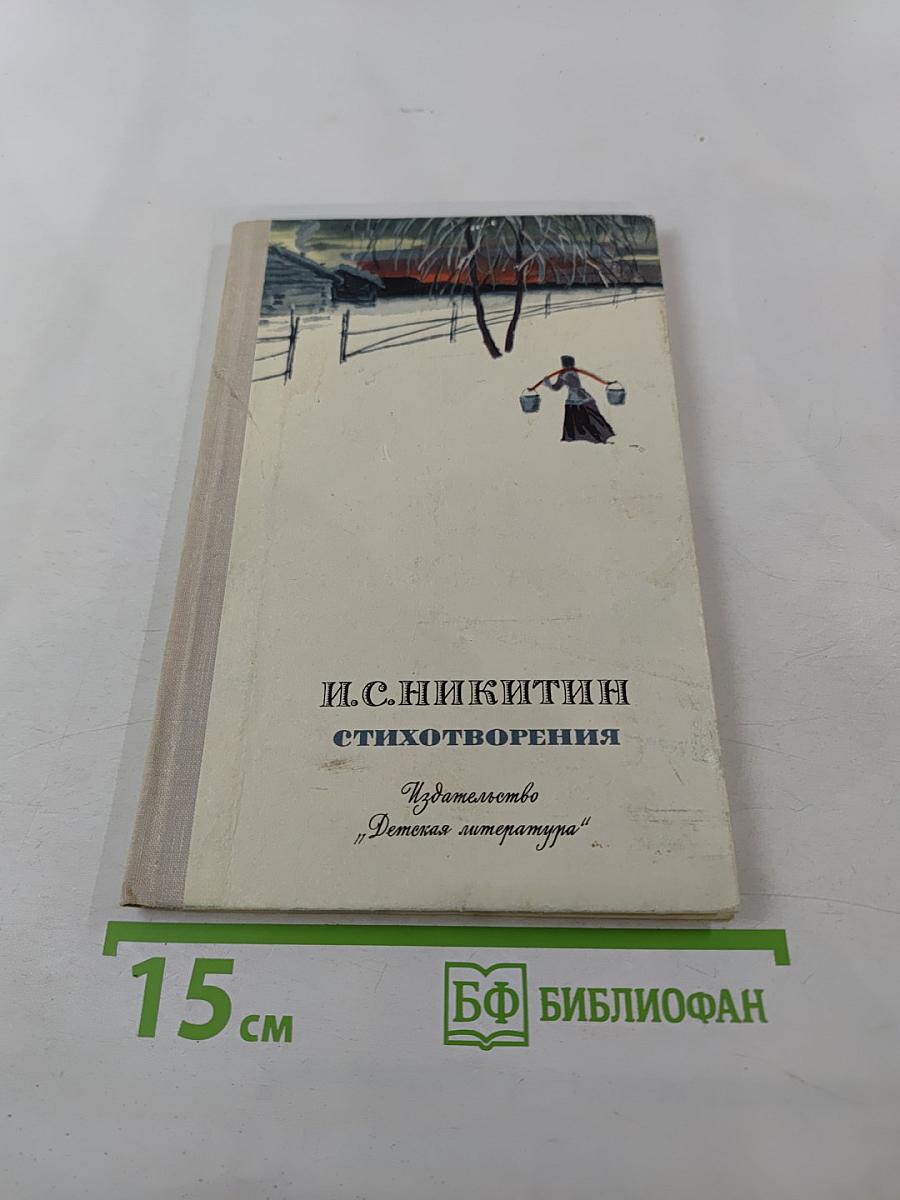 И.С.НИКИТИН
СТИХОТВОРЕНИЯ
Издательство
„Детская литература“
15 см
БФ БИБЛИОФАН